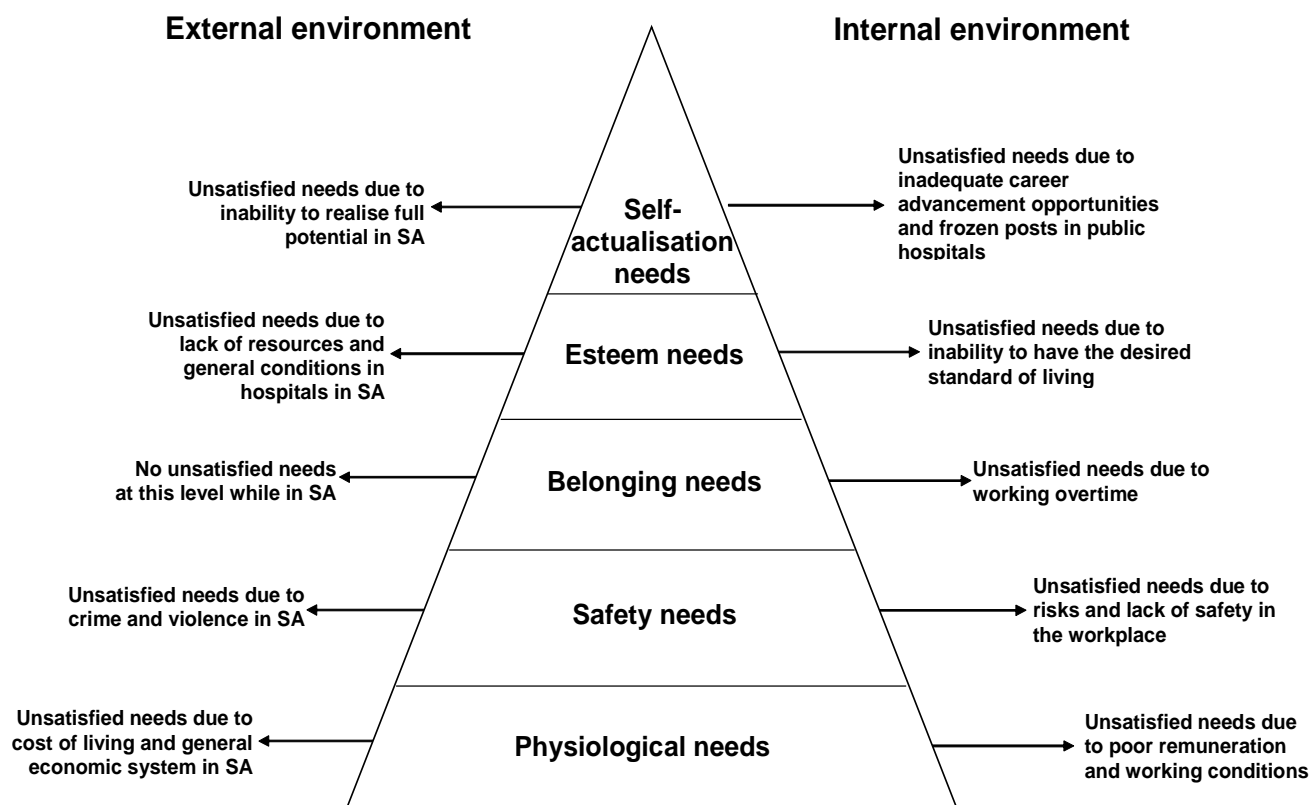 External environment
Internal environment
Unsatisfied needs due to
inability to realise full
potential in SA
Self-
actualisation
needs
Unsatisfied needs due to
inadequate career
advancement opportunities
and frozen posts in public
hospitals
Unsatisfied needs due to
lack of resources and
general conditions in
hospitals in SA
Esteem needs
Unsatisfied needs due to
inability to have the desired
standard of living
No unsatisfied needs
at this level while in SA
Belonging needs
Unsatisfied needs due to
working overtime
Unsatisfied needs due to
crime and violence in SA
Safety needs
Unsatisfied needs due to
risks and lack of safety in
the workplace
Unsatisfied needs due to
cost of living and general
economic system in SA
Physiological needs
Unsatisfied needs due
to poor remuneration
and working conditions